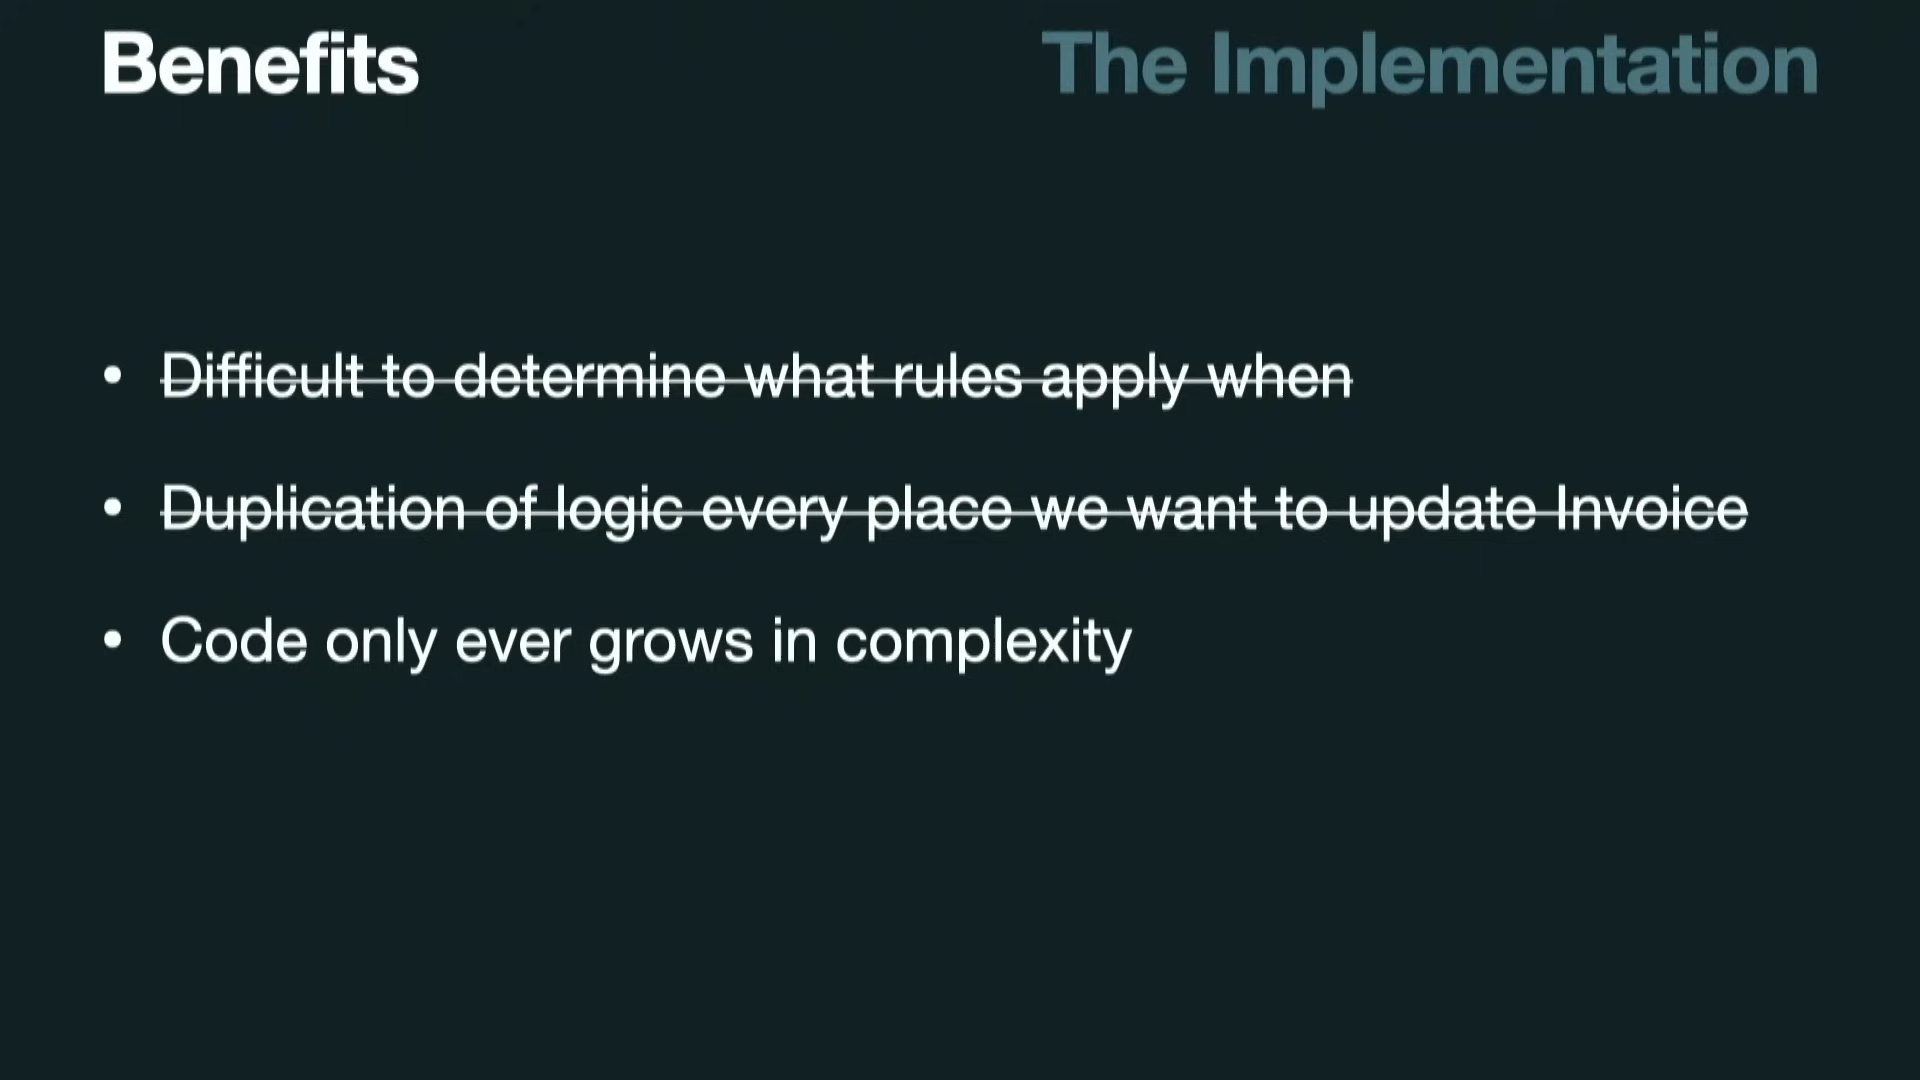 Benefits
The Implementation
• Difficult to determine what rules apply when
• Duplication of logic every place we want to update Invoice
• Code only ever grows in complexity